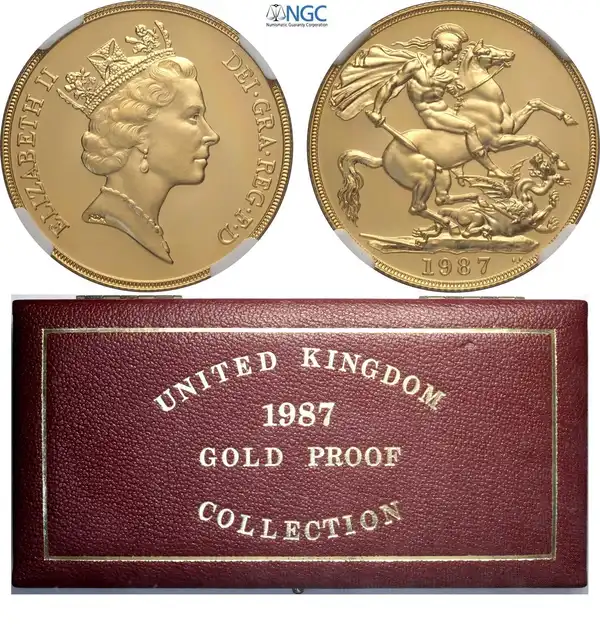 NGC
Numismatic Guaranty Corporation
ELIZABETH II
DEI·GRA·REG·F·D
1987
UNITED KINGDOM
1987
GOLD PROOF
COLLECTION